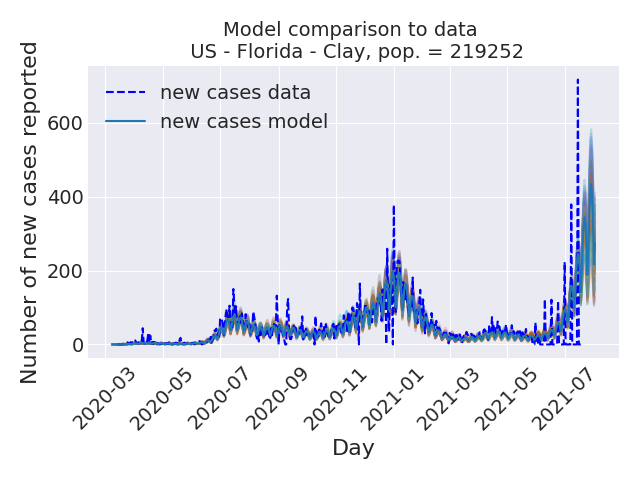 Model comparison to data
US - Florida - Clay, pop. = 219252
new cases data
new cases model
Number of new cases reported
600
400
200
0
2020-03
2020-05
2020-07
2020-09
2020-11
2021-01
2021-03
2021-05
2021-07
Day